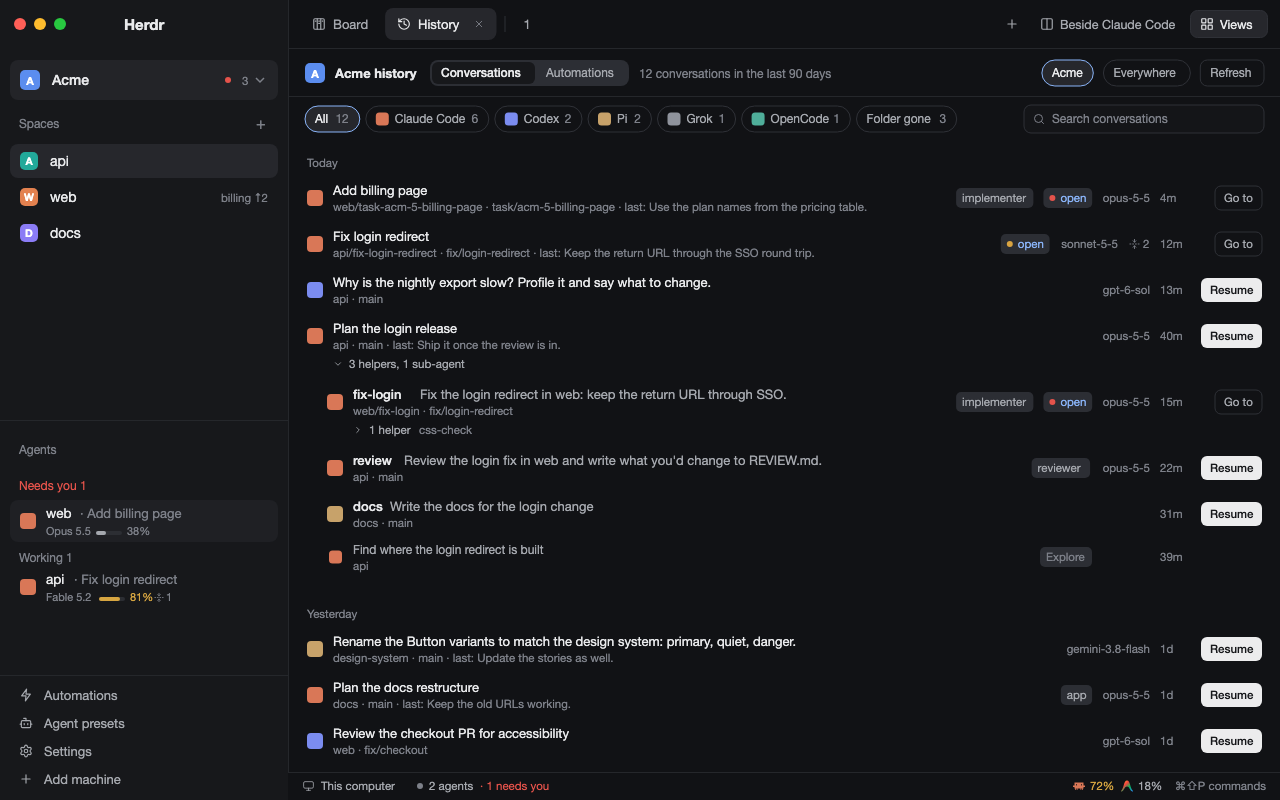 Herdr
A Acme 3
Spaces
A api
W web billing ↑2
D docs
Agents
Needs you 1
web · Add billing page
Opus 5.5 38%
Working 1
api · Fix login redirect
Fable 5.2 81% 1
Automations
Agent presets
Settings
Add machine
Board History × 1 + Beside Claude Code Views
A Acme history Conversations Automations 12 conversations in the last 90 days Acme Everywhere Refresh
All 12 Claude Code 6 Codex 2 Pi 2 Grok 1 OpenCode 1 Folder gone 3 Search conversations
Today
Add billing page
web/task-acm-5-billing-page · task/acm-5-billing-page · last: Use the plan names from the pricing table.
implementer open opus-5-5 4m Go to
Fix login redirect
api/fix-login-redirect · fix/login-redirect · last: Keep the return URL through the SSO round trip.
open sonnet-5-5 2 12m Go to
Why is the nightly export slow? Profile it and say what to change.
api · main
gpt-6-sol 13m Resume
Plan the login release
api · main · last: Ship it once the review is in.
opus-5-5 40m Resume
3 helpers, 1 sub-agent
fix-login Fix the login redirect in web: keep the return URL through SSO.
web/fix-login · fix/login-redirect
implementer open opus-5-5 15m Go to
1 helper css-check
review Review the login fix in web and write what you'd change to REVIEW.md.
api · main
reviewer opus-5-5 22m Resume
docs Write the docs for the login change
docs · main
31m Resume
Find where the login redirect is built
api
Explore 39m
Yesterday
Rename the Button variants to match the design system: primary, quiet, danger.
design-system · main · last: Update the stories as well.
gemini-3.8-flash 1d Resume
Plan the docs restructure
docs · main · last: Keep the old URLs working.
app opus-5-5 1d Resume
Review the checkout PR for accessibility
web · fix/checkout
gpt-6-sol 1d Resume
This computer 2 agents · 1 needs you 72% 18% ⌘⇧P commands